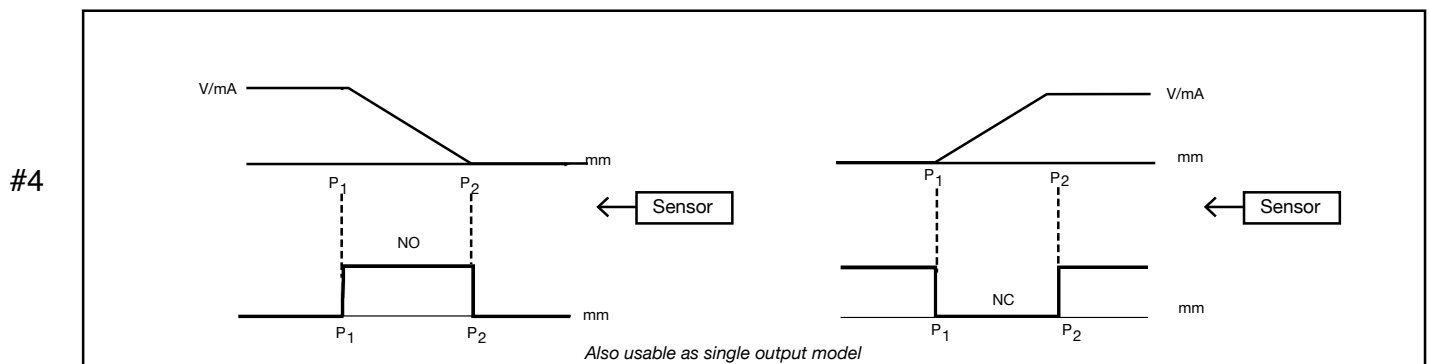 #4
V/mA
mm
P1
P2
Sensor
NO
mm
P1
P2
V/mA
mm
P1
P2
Sensor
NC
mm
P1
P2
Also usable as single output model